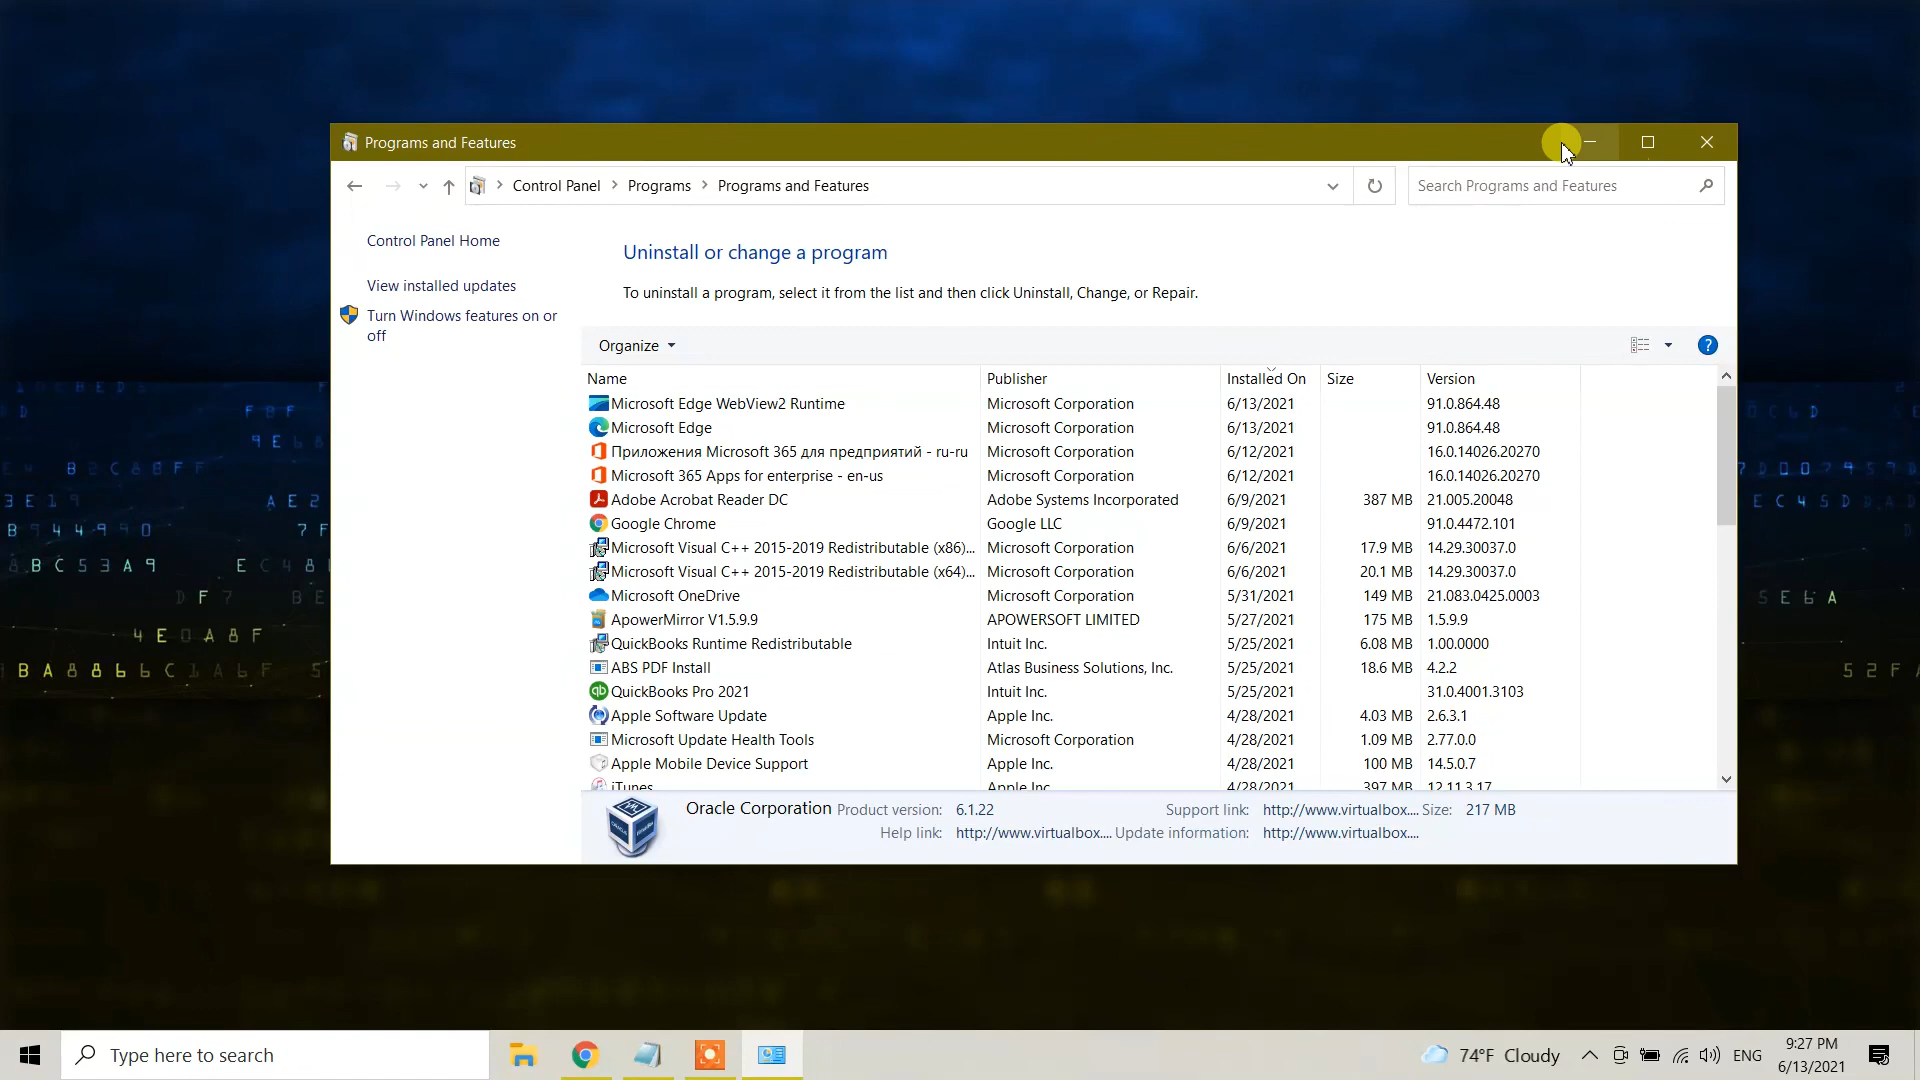 Programs and Features
Control Panel Programs Programs and Features
Search Programs and Features
Control Panel Home
View installed updates
Turn Windows features on or
off
Uninstall or change a program
To uninstall a program, select it from the list and then click Uninstall, Change, or Repair.
Organize
?
Name Publisher Installed On Size Version
Microsoft Edge WebView2 Runtime Microsoft Corporation 6/13/2021 91.0.864.48
Microsoft Edge Microsoft Corporation 6/13/2021 91.0.864.48
Приложения Microsoft 365 для предприятий - ru-ru Microsoft Corporation 6/12/2021 16.0.14026.20270
Microsoft 365 Apps for enterprise - en-us Microsoft Corporation 6/12/2021 16.0.14026.20270
Adobe Acrobat Reader DC Adobe Systems Incorporated 6/9/2021 387 MB 21.005.20048
Google Chrome Google LLC 6/9/2021 91.0.4472.101
Microsoft Visual C++ 2015-2019 Redistributable (x86)... Microsoft Corporation 6/6/2021 17.9 MB 14.29.30037.0
Microsoft Visual C++ 2015-2019 Redistributable (x64)... Microsoft Corporation 6/6/2021 20.1 MB 14.29.30037.0
Microsoft OneDrive Microsoft Corporation 5/31/2021 149 MB 21.083.0425.0003
ApowerMirror V1.5.9.9 APOWERSOFT LIMITED 5/27/2021 175 MB 1.5.9.9
QuickBooks Runtime Redistributable Intuit Inc. 5/25/2021 6.08 MB 1.00.0000
ABS PDF Install Atlas Business Solutions, Inc. 5/25/2021 18.6 MB 4.2.2
QuickBooks Pro 2021 Intuit Inc. 5/25/2021 31.0.4001.3103
Apple Software Update Apple Inc. 4/28/2021 4.03 MB 2.6.3.1
Microsoft Update Health Tools Microsoft Corporation 4/28/2021 1.09 MB 2.77.0.0
Apple Mobile Device Support Apple Inc. 4/28/2021 100 MB 14.5.0.7
iTunes Apple Inc. 4/28/2021 397 MB 12.11.3.17
Oracle Corporation Product version: 6.1.22 Support link: http://www.virtualbox.... Size: 217 MB
Help link: http://www.virtualbox.... Update information: http://www.virtualbox....
Type here to search
74°F Cloudy
ENG
9:27 PM
6/13/2021